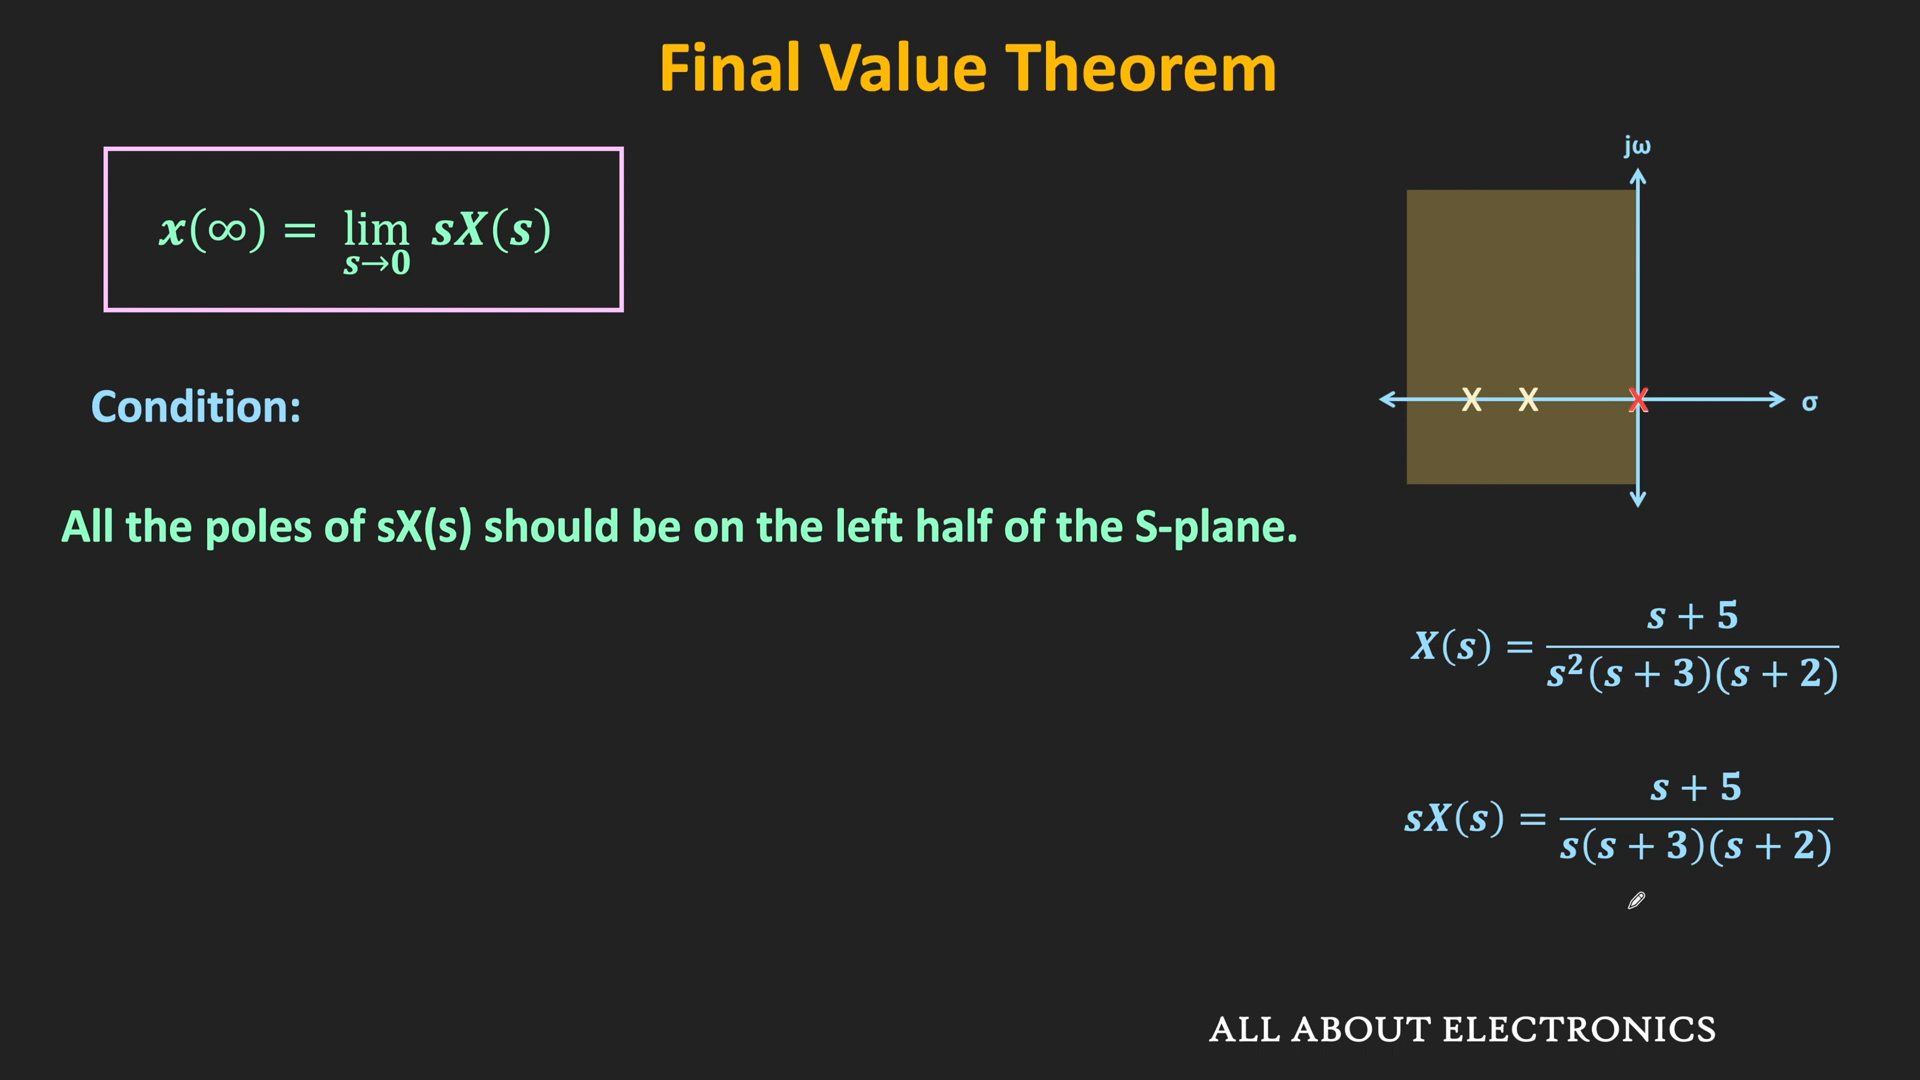 Final Value Theorem
jω
x(∞) = lim s→0 sX(s)
X X X
σ
Condition:
All the poles of sX(s) should be on the left half of the S-plane.
X(s) = (s + 5) / (s²(s + 3)(s + 2))
sX(s) = (s + 5) / (s(s + 3)(s + 2))
ALL ABOUT ELECTRONICS